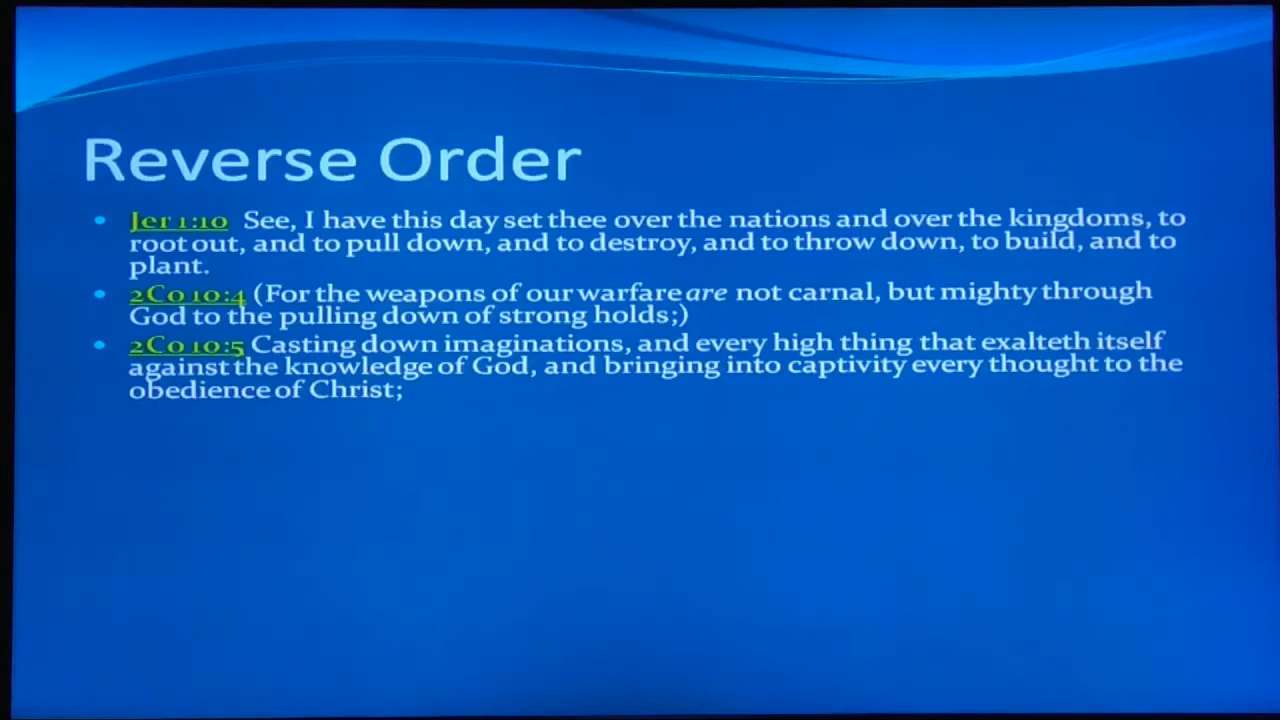 Reverse Order
Jer 1:10 See, I have this day set thee over the nations and over the kingdoms, to
root out, and to pull down, and to destroy, and to throw down, to build, and to
plant.
2Co 10:4 (For the weapons of our warfare are not carnal, but mighty through
God to the pulling down of strong holds;)
2Co 10:5 Casting down imaginations, and every high thing that exalteth itself
against the knowledge of God, and bringing into captivity every thought to the
obedience of Christ;